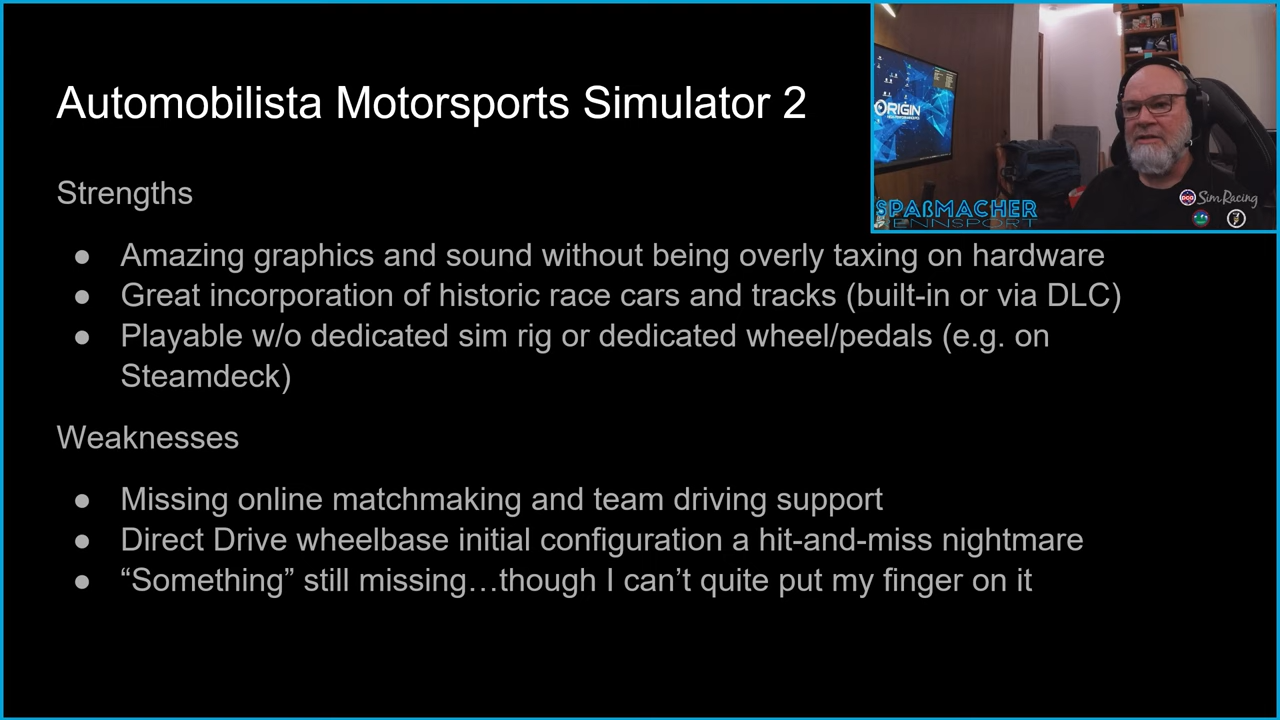 Automobilista Motorsports Simulator 2
Strengths
● Amazing graphics and sound without being overly taxing on hardware
● Great incorporation of historic race cars and tracks (built-in or via DLC)
● Playable w/o dedicated sim rig or dedicated wheel/pedals (e.g. on
Steamdeck)
Weaknesses
● Missing online matchmaking and team driving support
● Direct Drive wheelbase initial configuration a hit-and-miss nightmare
● “Something” still missing…though I can’t quite put my finger on it
ORIGIN
SPAßMACHER
RENNSPORT
Sim Racing